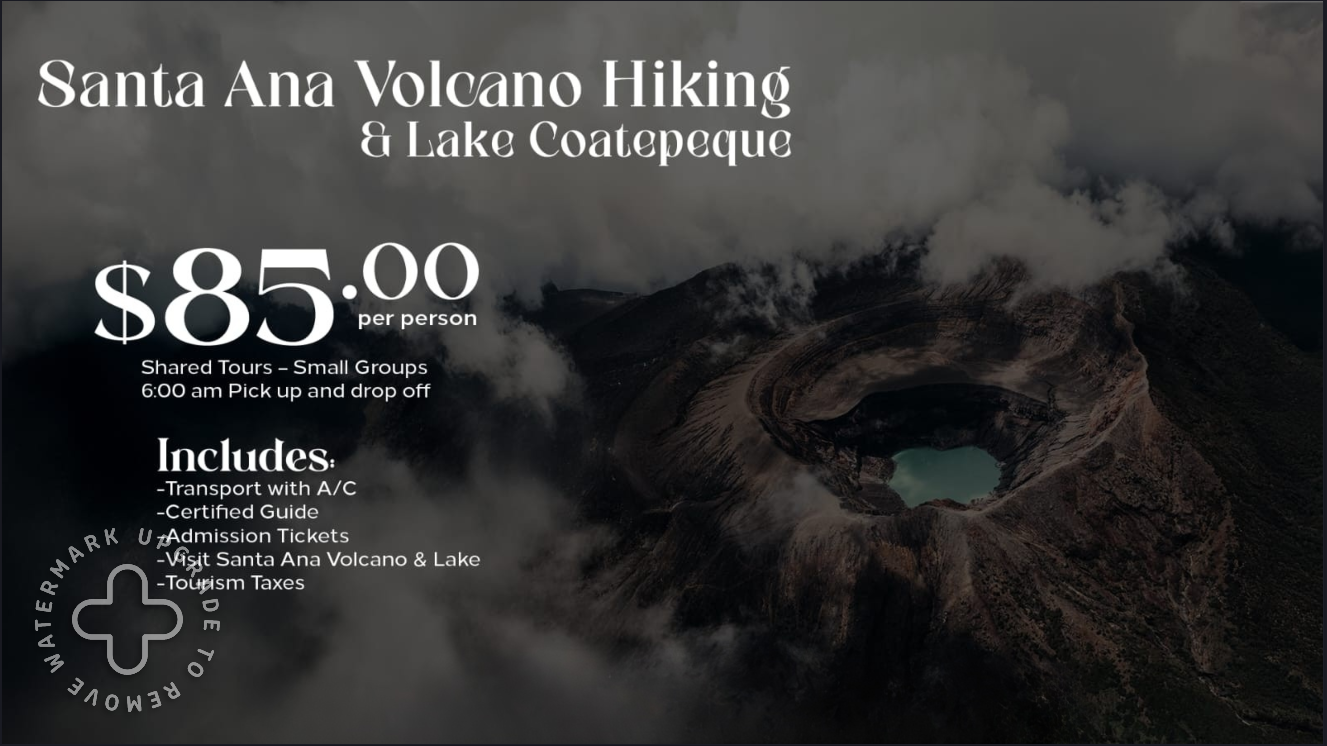 Santa Ana Volcano Hiking
& Lake Coatepeque
$85.00
per person
Shared Tours – Small Groups
6:00 am Pick up and drop off
Includes:
-Transport with A/C
-Certified Guide
-Admission Tickets
-Visit Santa Ana Volcano & Lake
-Tourism Taxes
UPGRADE TO REMOVE WATERMARK